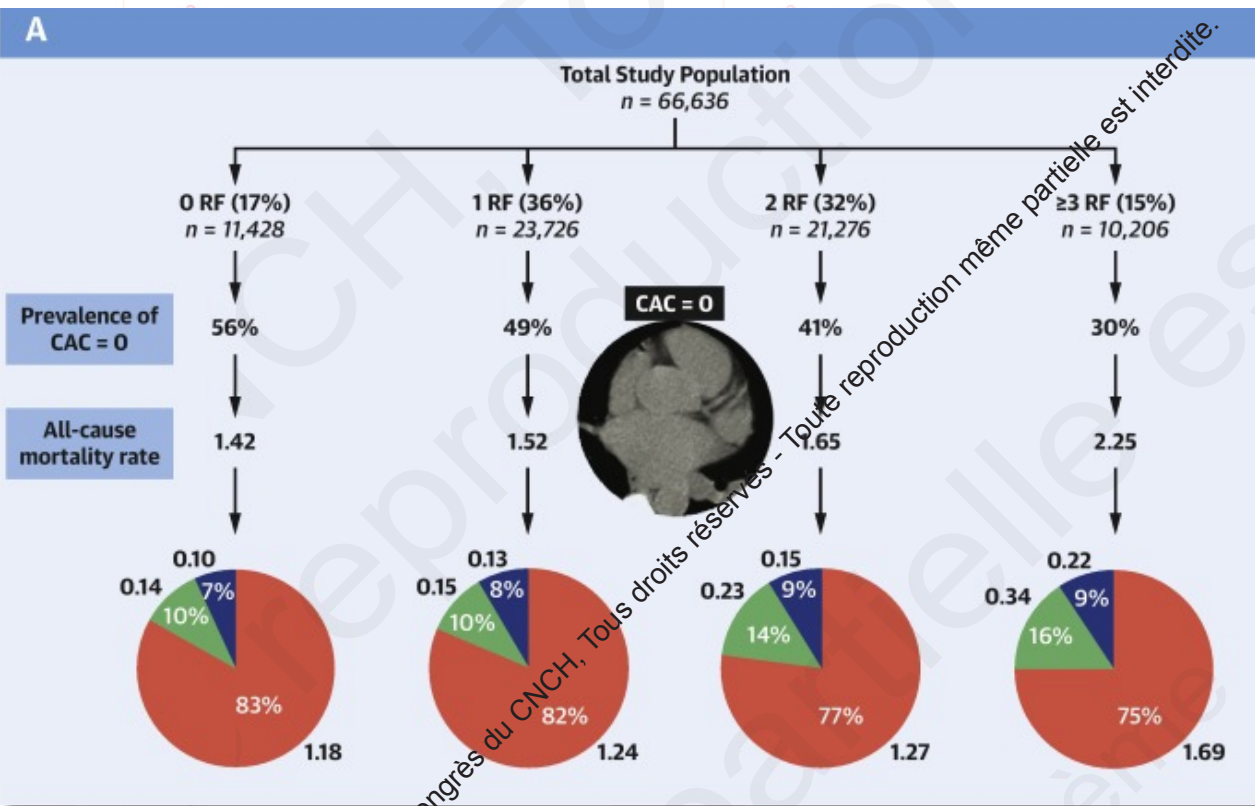 A
Total Study Population
n = 66,636
0 RF (17%)
n = 11,428
1 RF (36%)
n = 23,726
2 RF (32%)
n = 21,276
≥3 RF (15%)
n = 10,206
Prevalence of
CAC = 0
56%
49%
CAC = 0
41%
30%
All-cause
mortality rate
1.42
1.52
1.65
2.25
0.10
0.14
7%
10%
83%
1.18
0.13
0.15
8%
10%
82%
1.24
0.15
0.23
9%
14%
77%
1.27
0.22
0.34
9%
16%
75%
1.69
du CNCH, Tous droits réservés - Toute reproduction même partielle est interdite.